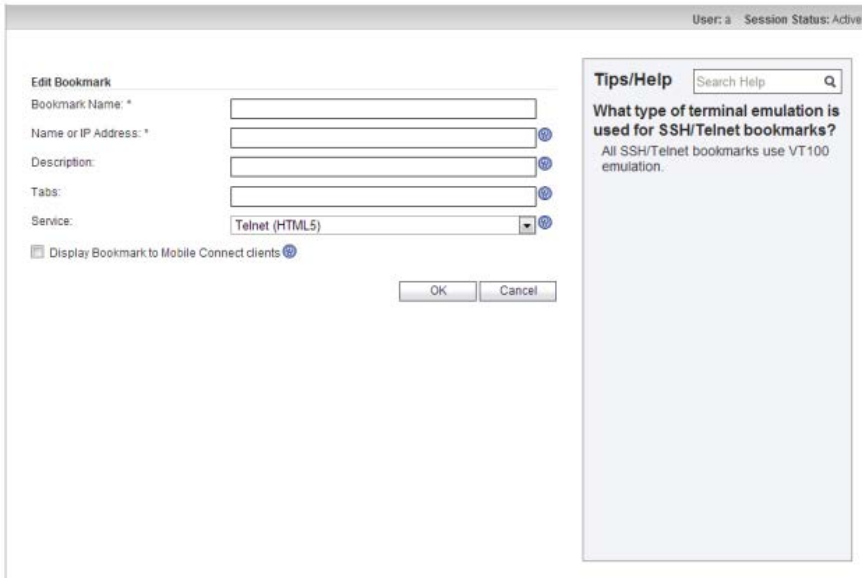 User: a Session Status: Active
Edit Bookmark
Bookmark Name: *
Name or IP Address: *
Description:
Tabs:
Service:
Telnet (HTML5)
Display Bookmark to Mobile Connect clients
OK
Cancel
Tips/Help
Search Help
What type of terminal emulation is
used for SSH/Telnet bookmarks?
All SSH/Telnet bookmarks use VT100
emulation.